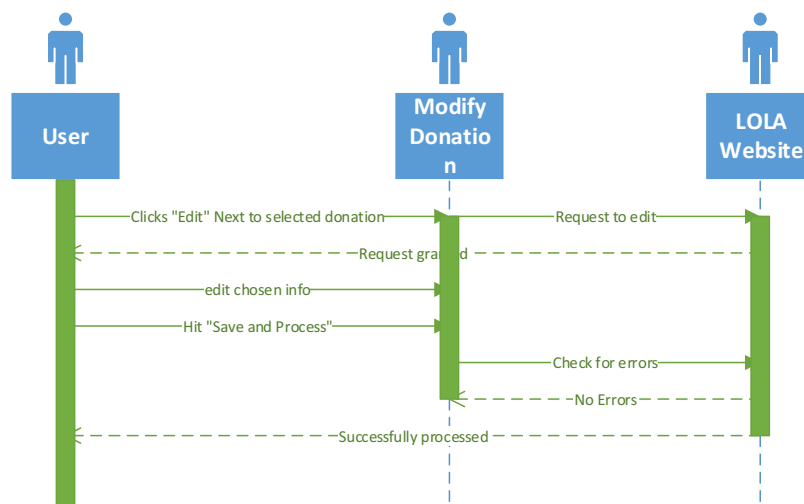 User
Modify
Donatio
n
LOLA
Website
Clicks "Edit" Next to selected donation
Request to edit
Request granted
edit chosen info
Hit "Save and Process"
Check for errors
No Errors
Successfully processed